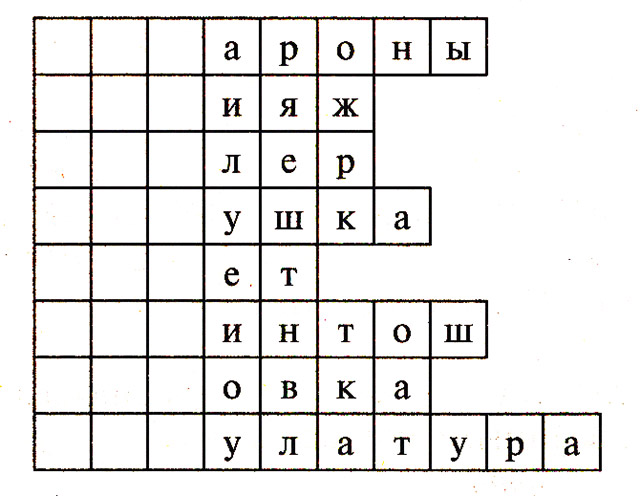 ароны
ияж
лер
ушка
ет
интош
овка
улатура